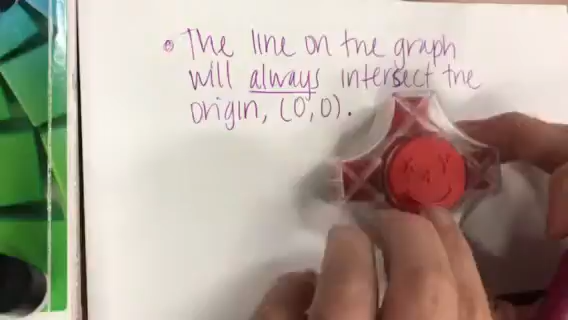 • The line on the graph
will always intersect the
origin, (0,0).